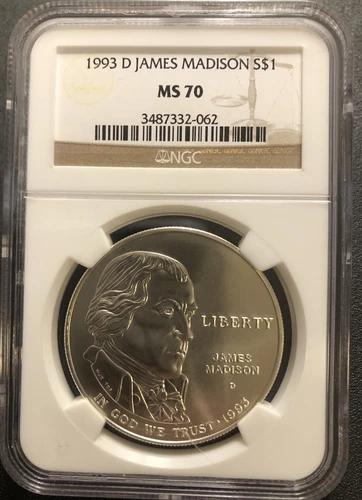 1993 D JAMES MADISON S$1
MS 70
3487332-062
NGC
LIBERTY
JAMES
MADISON
D
IN GOD WE TRUST · 1993